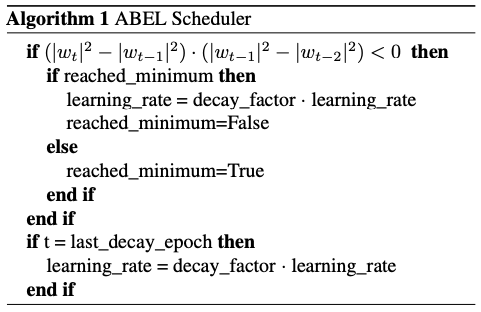 Algorithm 1 ABEL Scheduler
if (|w_t|^2 − |w_{t−1}|^2) · (|w_{t−1}|^2 − |w_{t−2}|^2) < 0 then
if reached_minimum then
learning_rate = decay_factor · learning_rate
reached_minimum=False
else
reached_minimum=True
end if
end if
if t = last_decay_epoch then
learning_rate = decay_factor · learning_rate
end if